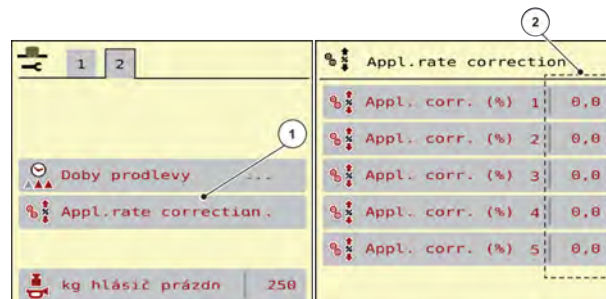 2
1 2
Appl.rate correction
1
Doby prodlevy ...
Appl.rate correction.
kg hlásič prázdn 250
Appl. corr. (%) 1 0,0
Appl. corr. (%) 2 0,0
Appl. corr. (%) 3 0,0
Appl. corr. (%) 4 0,0
Appl. corr. (%) 5 0,0